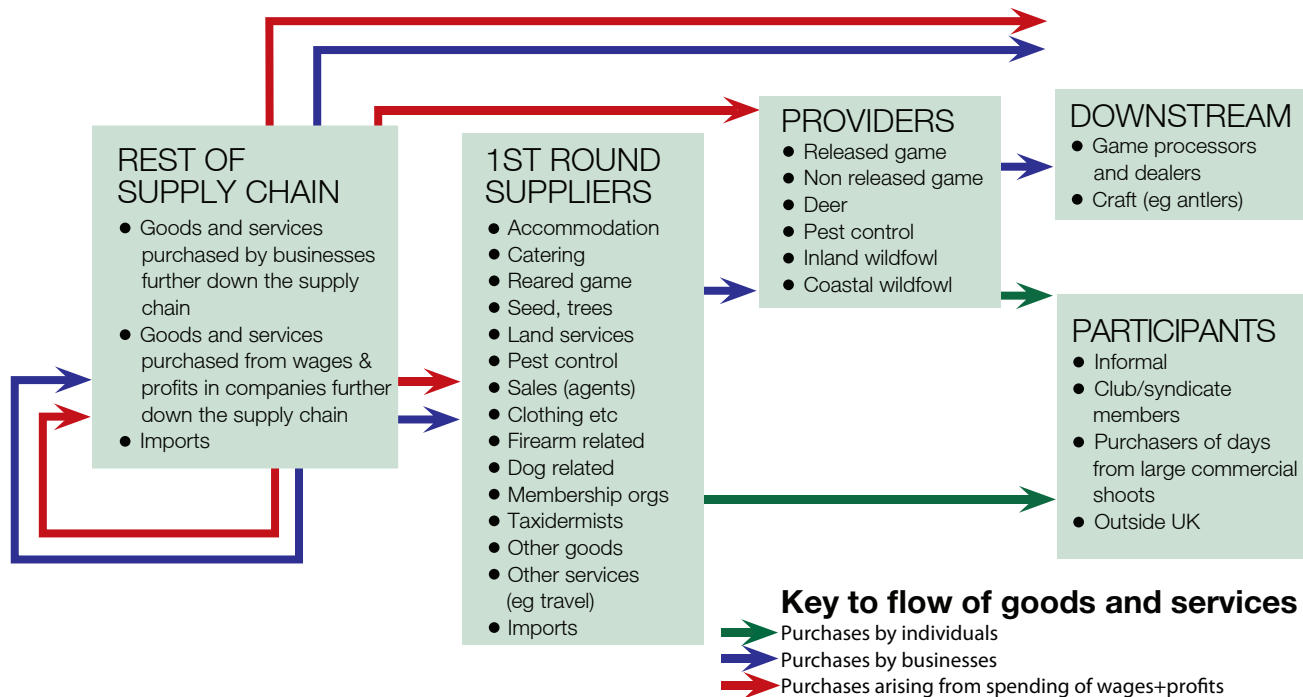 REST OF
SUPPLY CHAIN
● Goods and services
purchased by businesses
further down the supply
chain
● Goods and services
purchased from wages &
profits in companies further
down the supply chain
● Imports
1ST ROUND
SUPPLIERS
● Accommodation
● Catering
● Reared game
● Seed, trees
● Land services
● Pest control
● Sales (agents)
● Clothing etc
● Firearm related
● Dog related
● Membership orgs
● Taxidermists
● Other goods
● Other services
(eg travel)
● Imports
PROVIDERS
● Released game
● Non released game
● Deer
● Pest control
● Inland wildfowl
● Coastal wildfowl
DOWNSTREAM
● Game processors
and dealers
● Craft (eg antlers)
PARTICIPANTS
● Informal
● Club/syndicate
members
● Purchasers of days
from large commercial
shoots
● Outside UK
Key to flow of goods and services
Purchases by individuals
Purchases by businesses
Purchases arising from spending of wages+profits